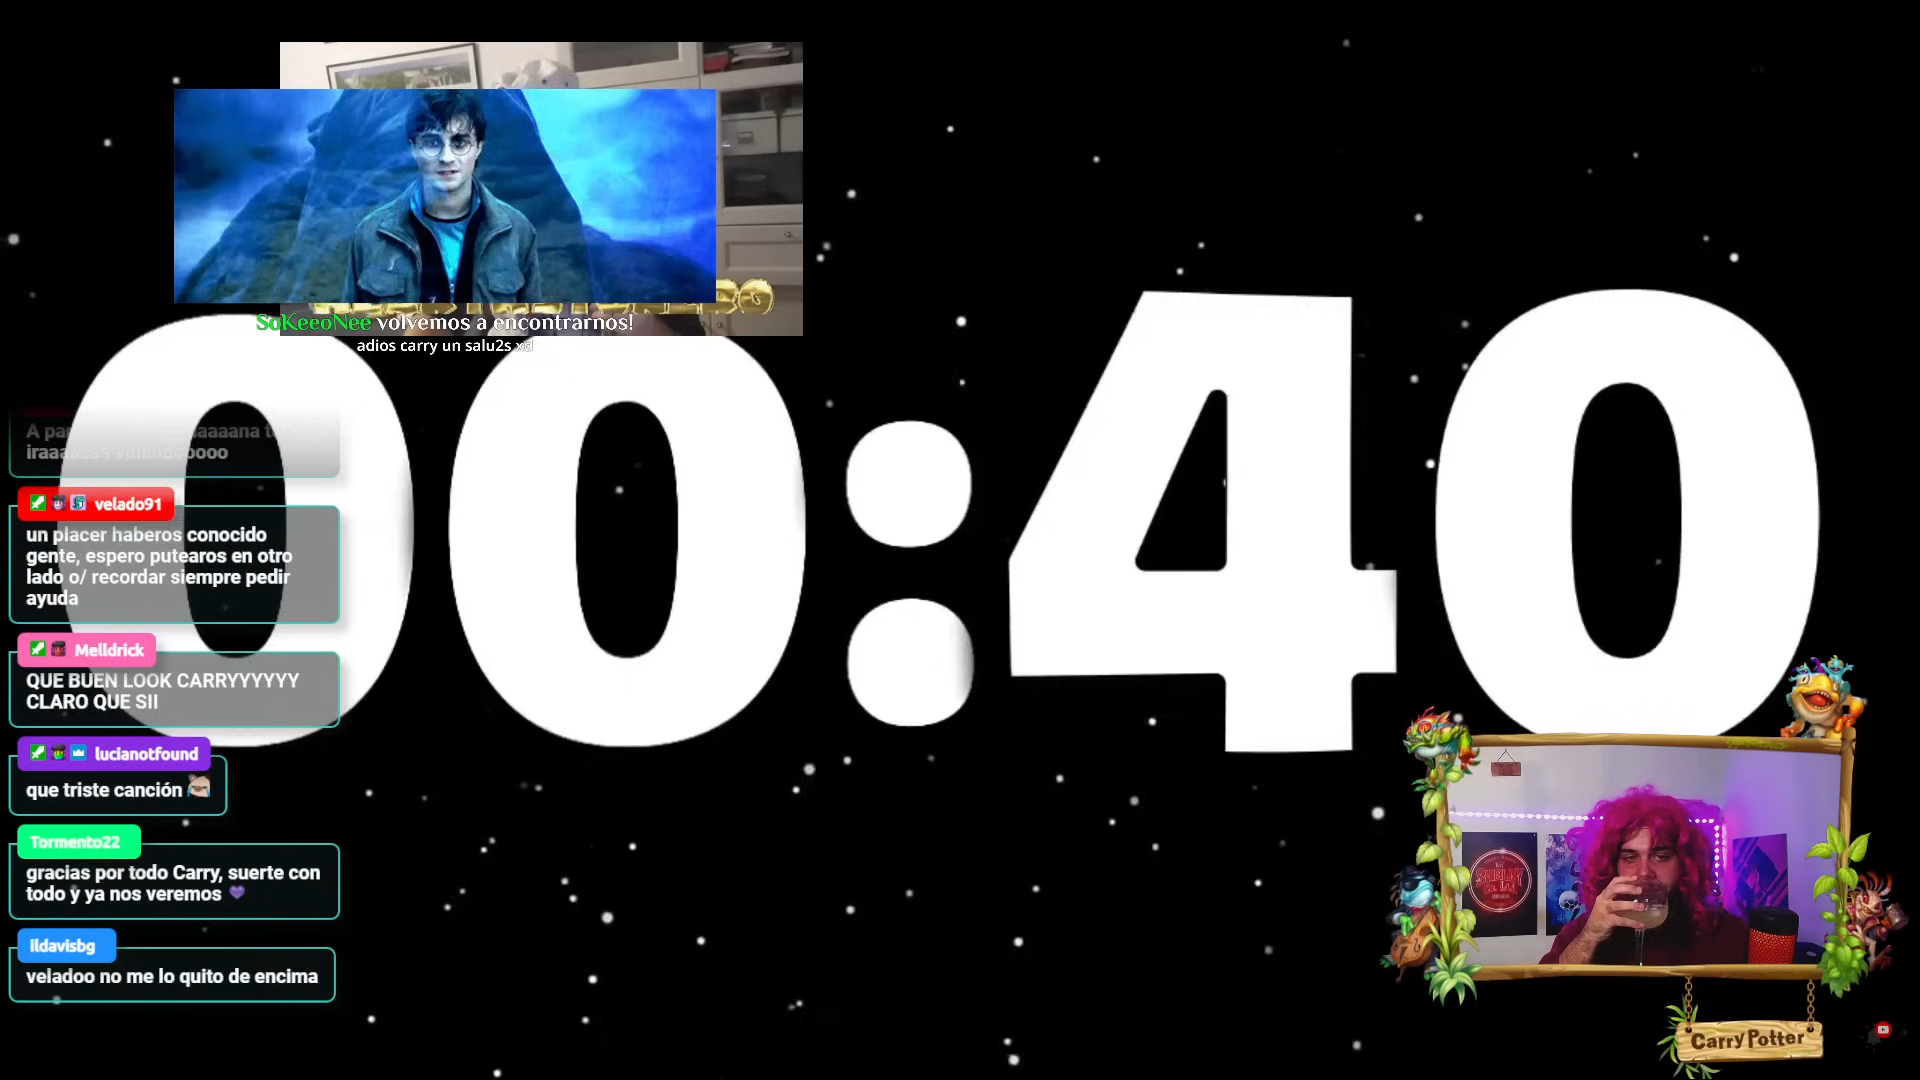 SoKeeoNee volvemos a encontrarnos!
adios carry un salu2s xd
00:40
velado91
un placer haberos conocido
gente, espero putearos en otro
lado o/ recordar siempre pedir
ayuda
Melldrick
QUE BUEN LOOK CARRYYYYYY
CLARO QUE SII
lucianotfound
que triste canción
Tormento22
gracias por todo Carry, suerte con
todo y ya nos veremos
ildavisbg
veladoo no me lo quito de encima
SHELBY
CarryPotter